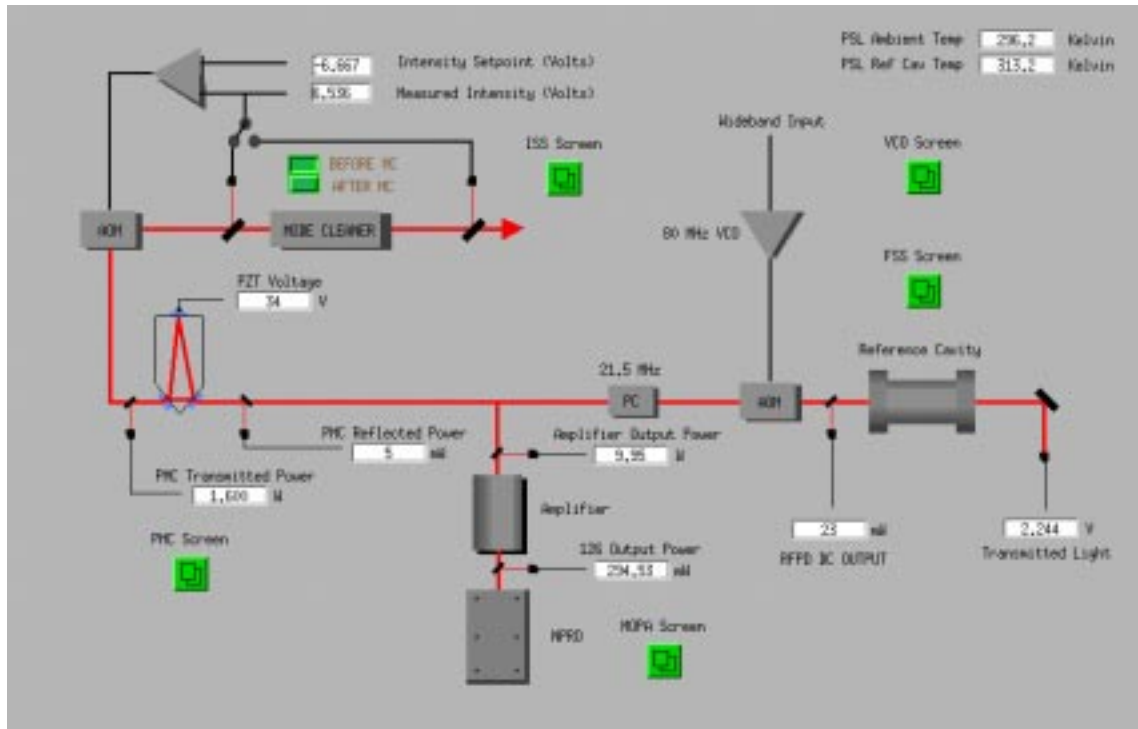 PSL Ambient Temp 296.2 Kelvin
PSL Ref Cav Temp 313.2 Kelvin
-6.667 Intensity Setpoint (Volts)
6.536 Measured Intensity (Volts)
Wideband Input
ISS Screen
VCO Screen
BEFORE MC
AFTER MC
AOM
MODE CLEANER
80 MHz VCO
FSS Screen
PZT Voltage
34 V
Reference Cavity
21.5 MHz
PC
AOM
PMC Reflected Power
5 mW
Amplifier Output Power
9.95 W
PMC Transmitted Power
1.600 W
Amplifier
PMC Screen
126 Output Power
294.53 mW
23 mW
RFPD DC OUTPUT
2.244 V
Transmitted Light
NPRO
MOPA Screen